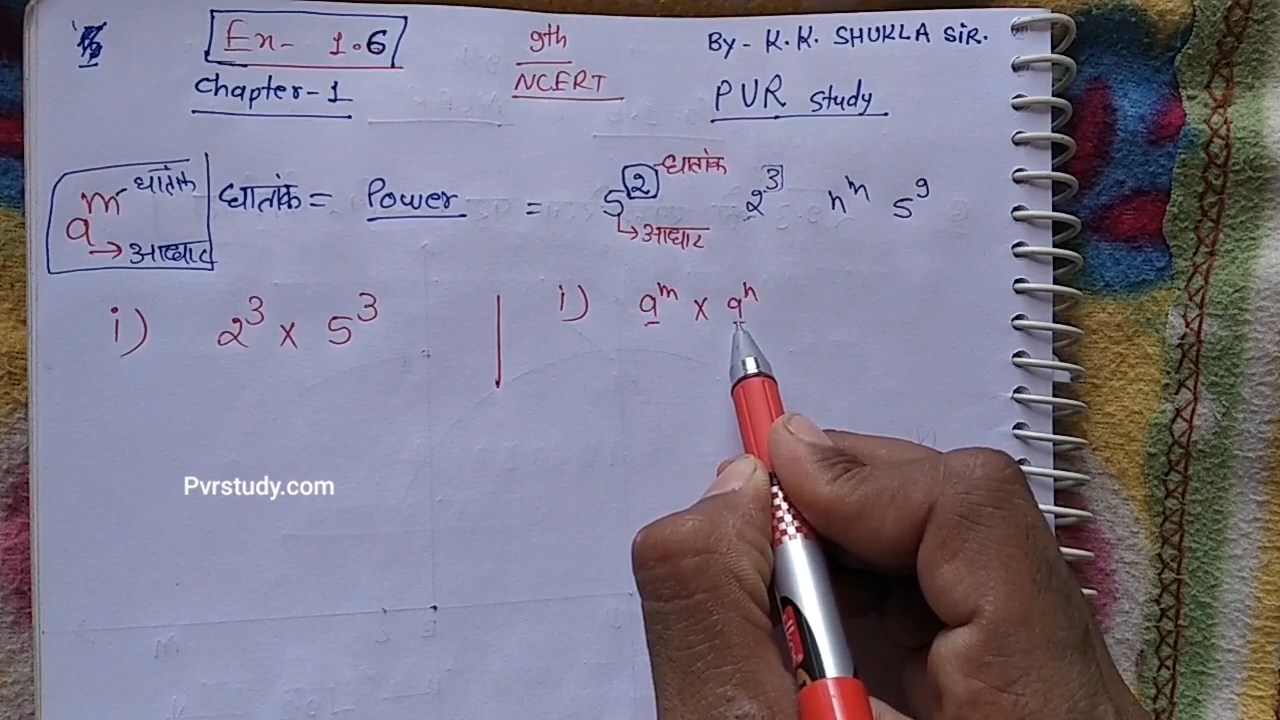 Ex- 1.6 9th By- K.K. SHUKLA SIR.
Chapter-1 NCERT PVR study
a^m घातांक → आधार
घातांक = Power = 5^2 घातांक → आधार 2^3 n^m 5^9
i) 2^3 x 5^3 i) a^m x a^n
Pvrstudy.com